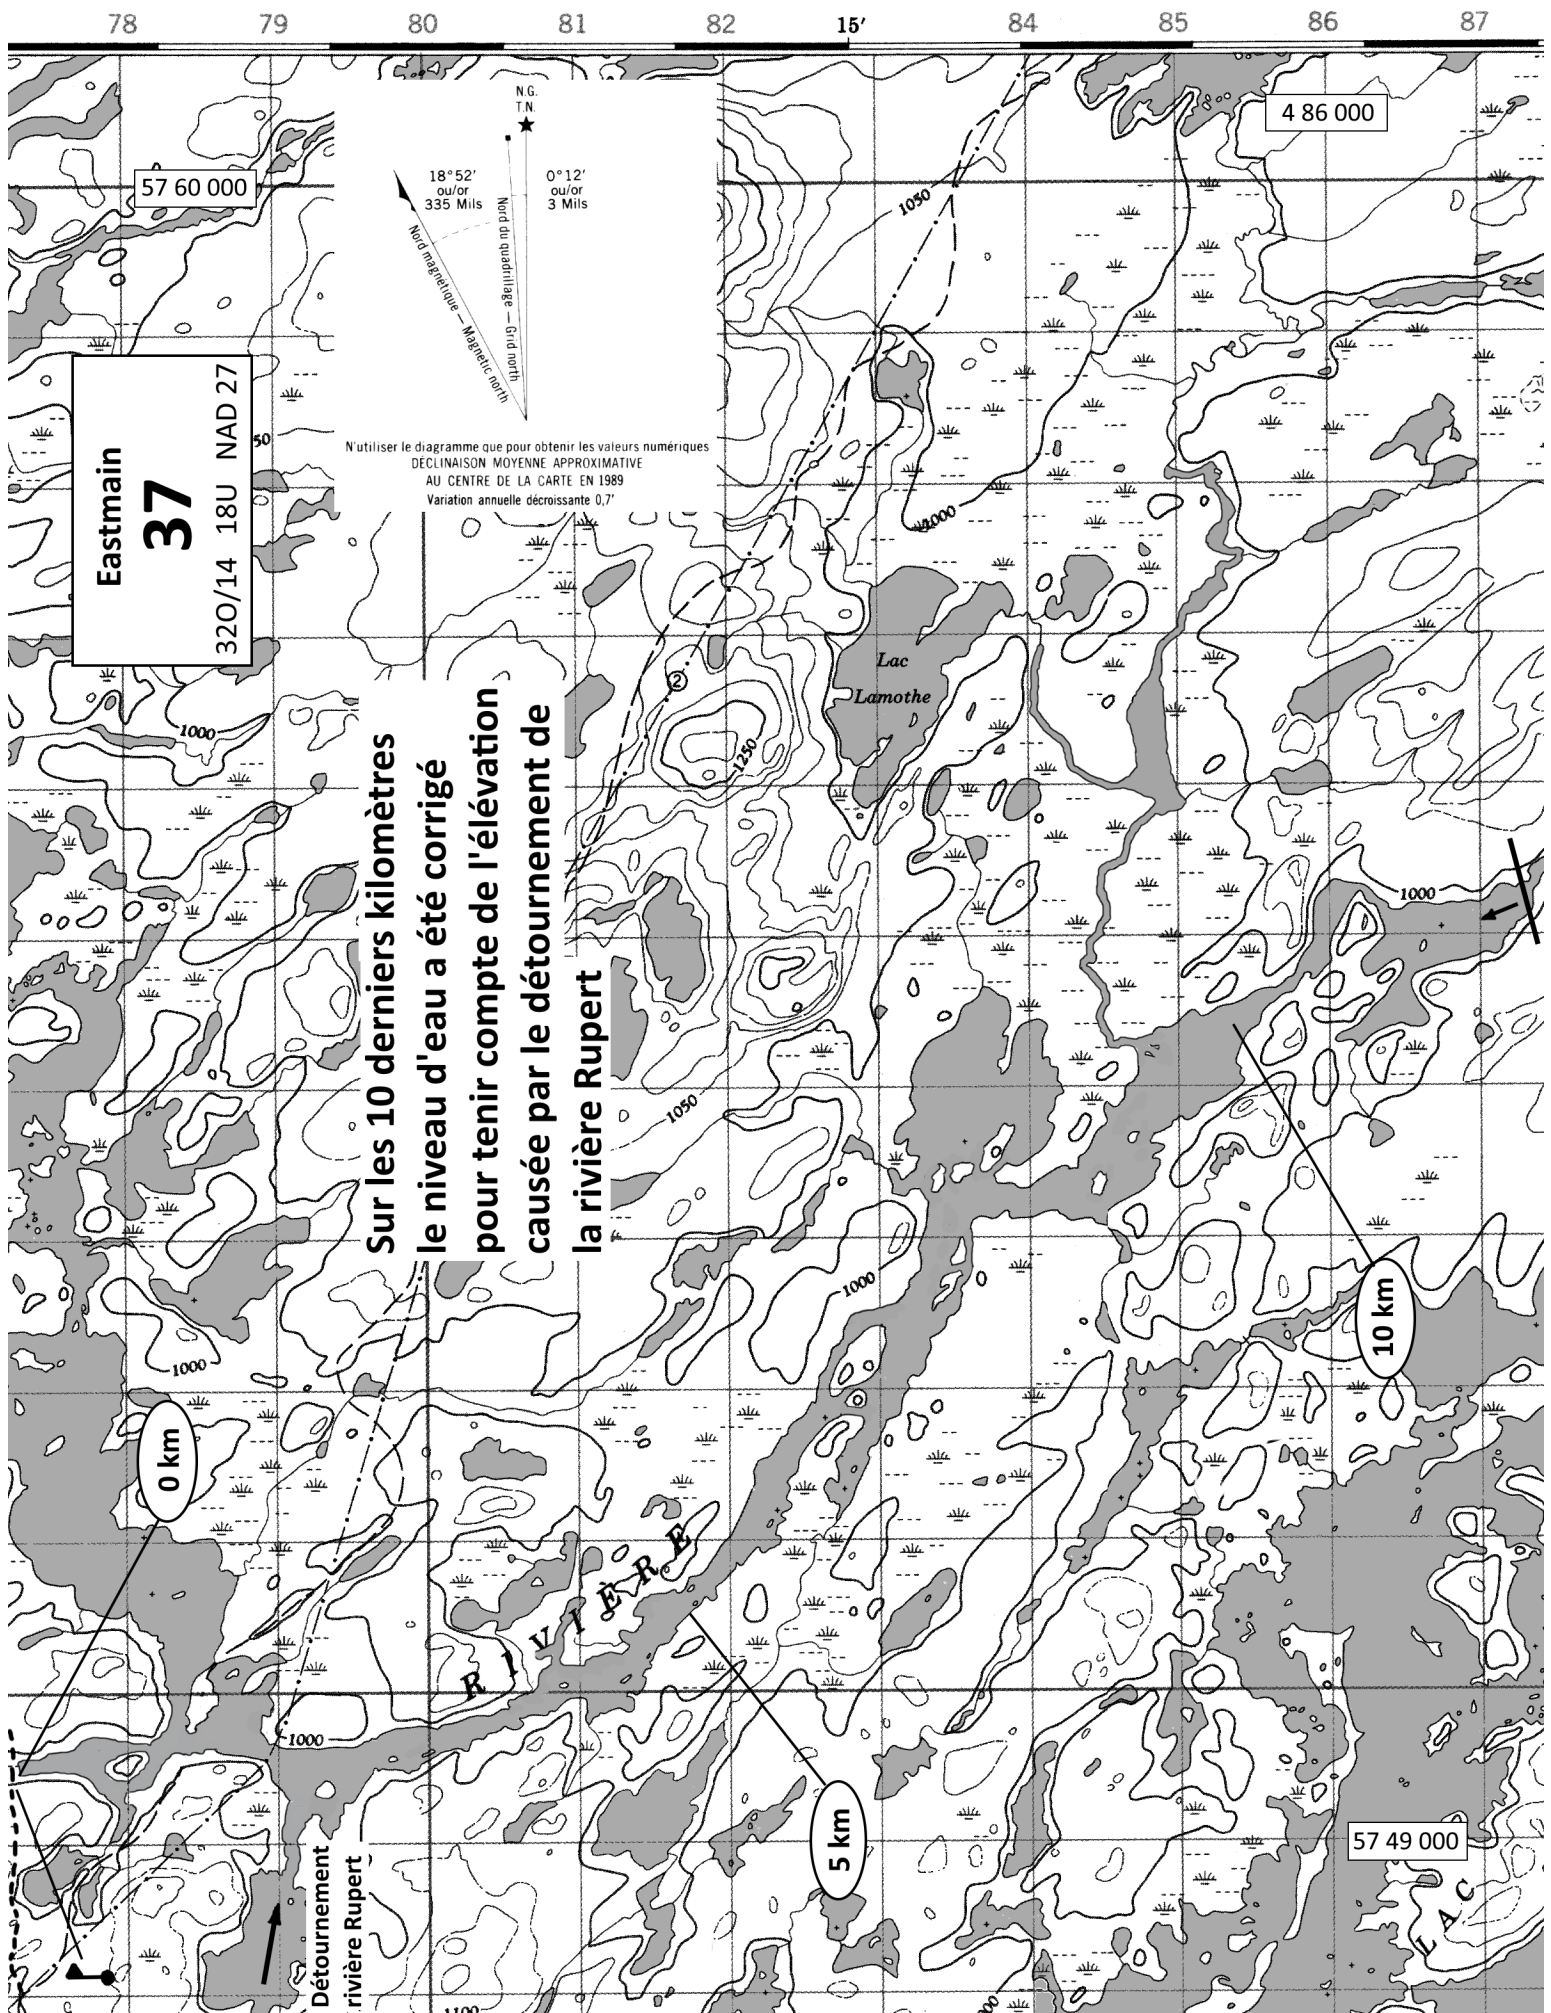 78
79
80
81
82
15′
84
85
86
87
4 86 000
57 60 000
N.G.
T.N.
18°52′
ou/or
335 Mils
0°12′
ou/or
3 Mils
Nord magnétique — Magnetic north
Nord du quadrillage — Grid north
N'utiliser le diagramme que pour obtenir les valeurs numériques
DÉCLINAISON MOYENNE APPROXIMATIVE
AU CENTRE DE LA CARTE EN 1989
Variation annuelle décroissante 0,7′
Eastmain
37
32O/14 18U NAD 27
50
1050
1000
Lac
Lamothe
2
1250
1000
Sur les 10 derniers kilomètres
le niveau d'eau a été corrigé
pour tenir compte de l'élévation
causée par le détournement de
la rivière Rupert
1000
1050
1000
1000
0 km
10 km
RIVIÈRE
1000
5 km
57 49 000
Détournement
rivière Rupert
LAC
1100